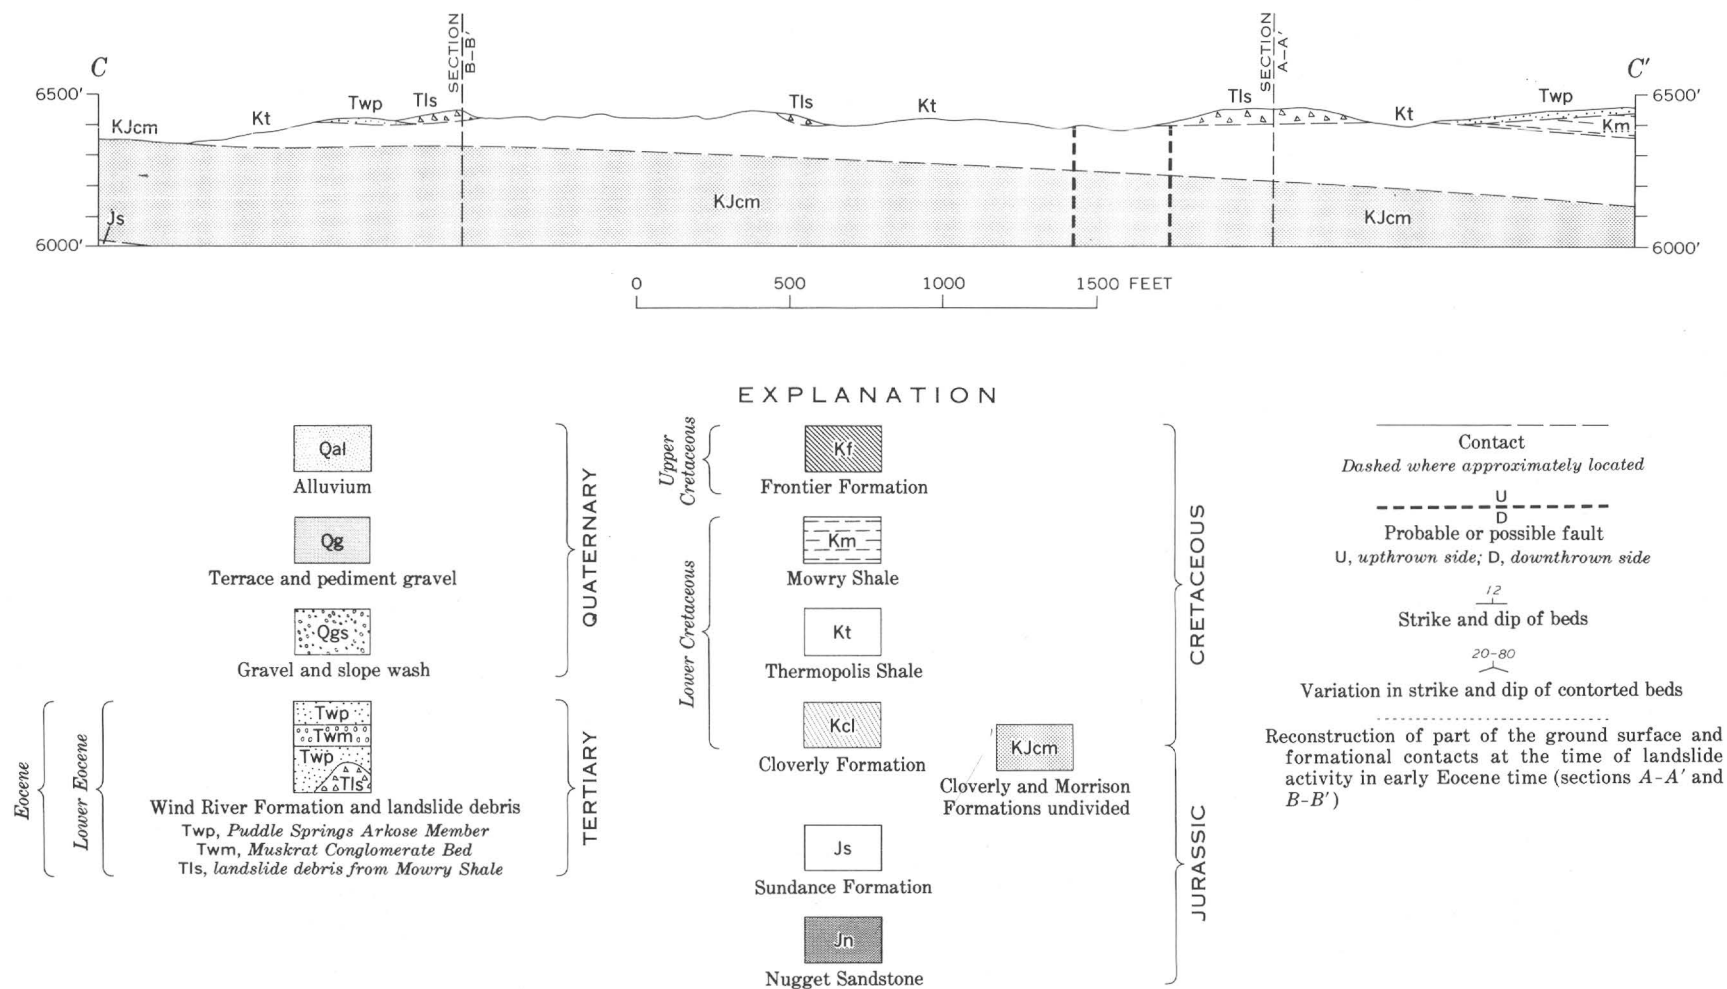 SECTION
B–B'
SECTION
A–A'
C
C'
6500'
6500'
KJcm
Kt
Twp
Tls
Tls
Kt
Tls
Kt
Twp
Km
Js
KJcm
KJcm
6000'
6000'
0 500 1000 1500 FEET
EXPLANATION
Qal
Alluvium
Qg
Terrace and pediment gravel
Qgs
Gravel and slope wash
QUATERNARY
Twp
Twm
Twp
Tls
Wind River Formation and landslide debris
Twp, Puddle Springs Arkose Member
Twm, Muskrat Conglomerate Bed
Tls, landslide debris from Mowry Shale
Eocene
Lower Eocene
TERTIARY
Upper
Cretaceous
Kf
Frontier Formation
Lower Cretaceous
Km
Mowry Shale
Kt
Thermopolis Shale
Kcl
Cloverly Formation
KJcm
Cloverly and Morrison
Formations undivided
CRETACEOUS
Js
Sundance Formation
Jn
Nugget Sandstone
JURASSIC
Contact
Dashed where approximately located
U
D
Probable or possible fault
U, upthrown side; D, downthrown side
12
Strike and dip of beds
20-80
Variation in strike and dip of contorted beds
Reconstruction of part of the ground surface and
formational contacts at the time of landslide
activity in early Eocene time (sections A-A' and
B-B')